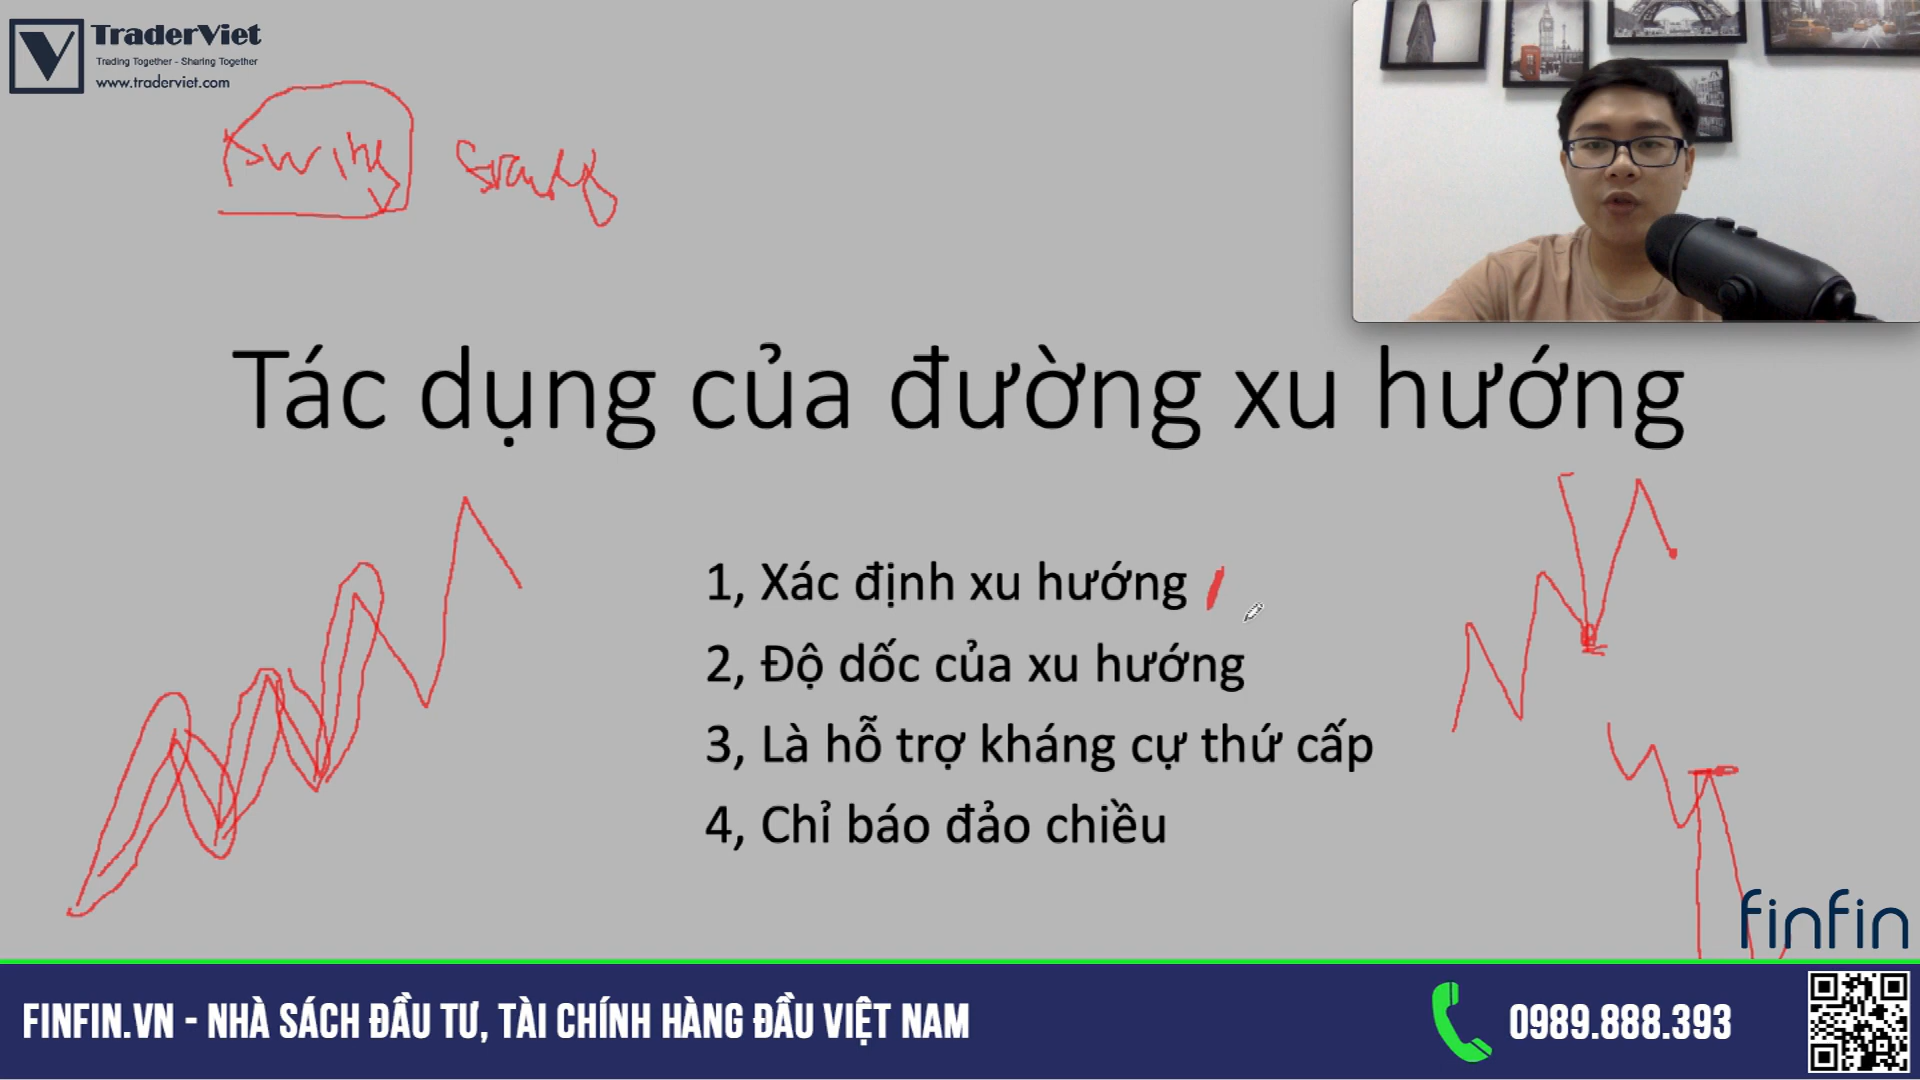 TraderViet
Trading Together - Sharing Together
www.traderviet.com
Swing
Tác dụng của đường xu hướng
1, Xác định xu hướng
2, Độ dốc của xu hướng
3, Là hỗ trợ kháng cự thứ cấp
4, Chỉ báo đảo chiều
finfin
FINFIN.VN - NHÀ SÁCH ĐẦU TƯ, TÀI CHÍNH HÀNG ĐẦU VIỆT NAM
0989.888.393